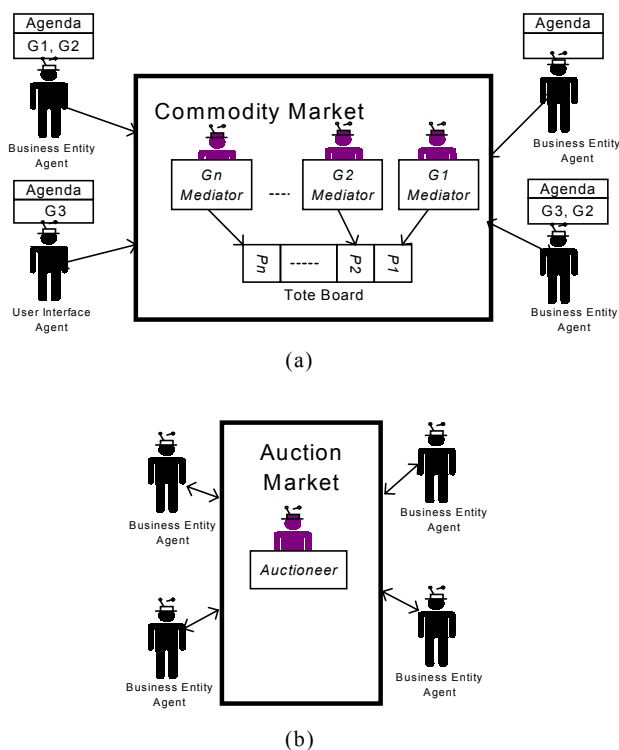 Agenda
G1, G2
Business Entity
Agent
Agenda
G3
User Interface
Agent
Commodity Market
Gn
Mediator
----
G2
Mediator
G1
Mediator
Pn
-----
P2
P1
Tote Board
Agenda
Business Entity
Agent
Agenda
G3, G2
Business Entity
Agent
(a)
Auction
Market
Auctioneer
Business Entity
Agent
Business Entity
Agent
Business Entity
Agent
Business Entity
Agent
(b)